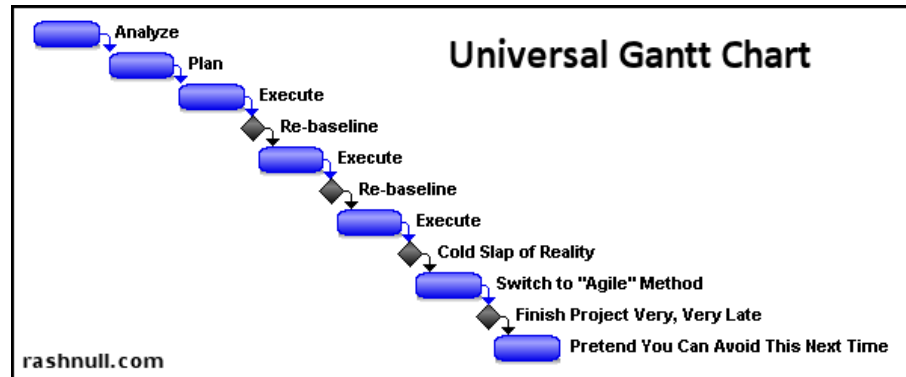 Universal Gantt Chart
Analyze
Plan
Execute
Re-baseline
Execute
Re-baseline
Execute
Cold Slap of Reality
Switch to "Agile" Method
Finish Project Very, Very Late
Pretend You Can Avoid This Next Time
rashnull.com